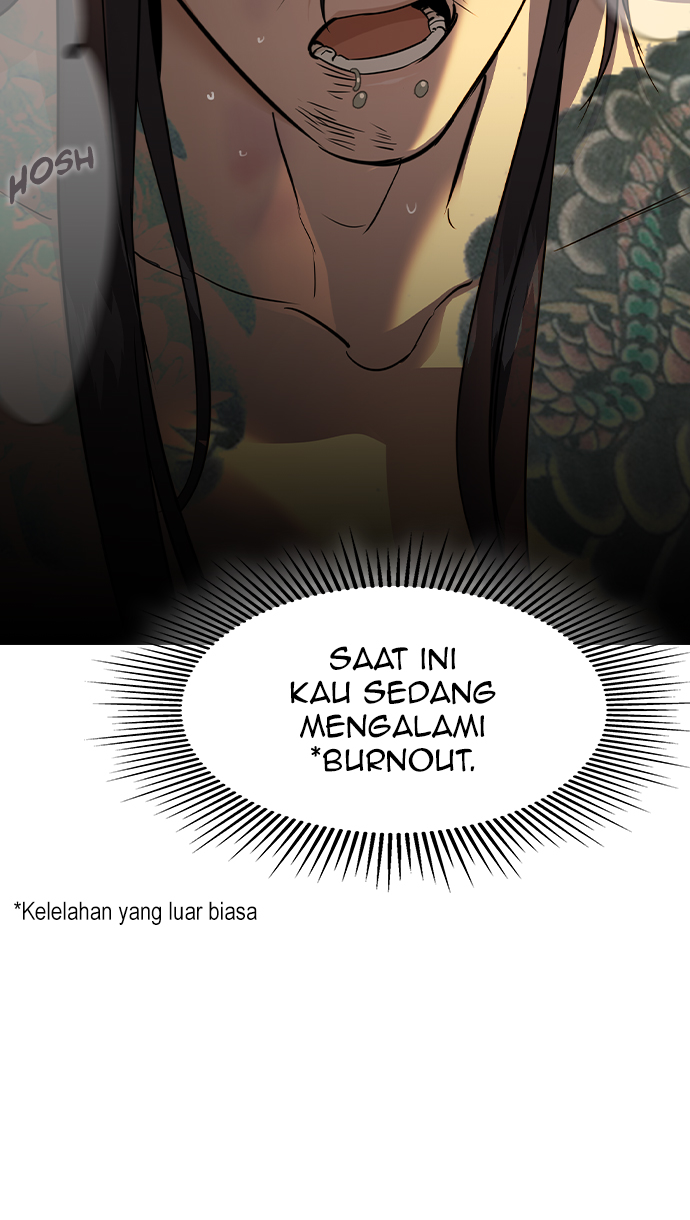 HOSH
SAAT INI
KAU SEDANG
MENGALAMI
*BURNOUT.
*Kelelahan yang luar biasa